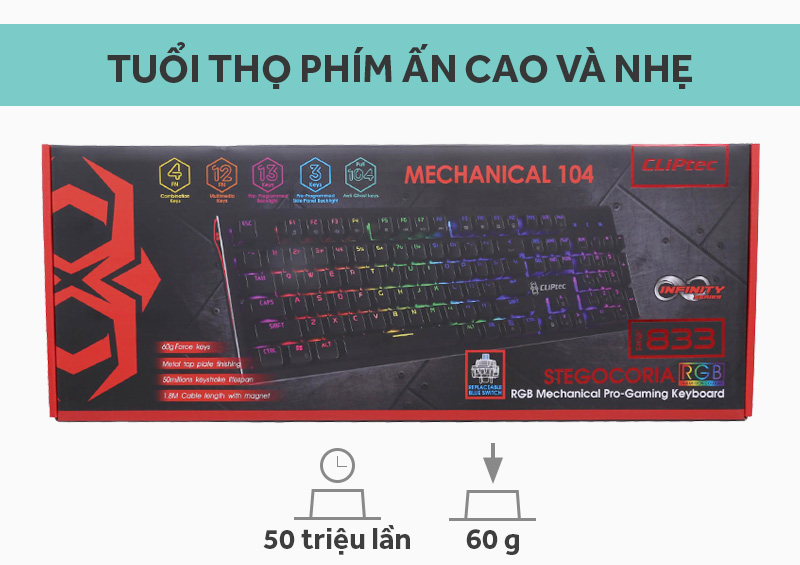 TUỔI THỌ PHÍM ẤN CAO VÀ NHẸ
4 FN
Combination
Keys
12 FN
Multimedia
Keys
13 Keys
Pre-Programmed
Backlight
3 Keys
Pre-Programmed
Side Panel Backlight
Full 104
Anti Ghost Keys
MECHANICAL 104
CLiPtec
CLiPtec
INFINITY
SERIES
833
60g Force keys
Metal top plate finishing
50millions keystroke lifespan
1.8M Cable length with magnet
REPLACEABLE
BLUE SWITCH
STEGOCORIA RGB
RGB Mechanical Pro-Gaming Keyboard
50 triệu lần
60 g